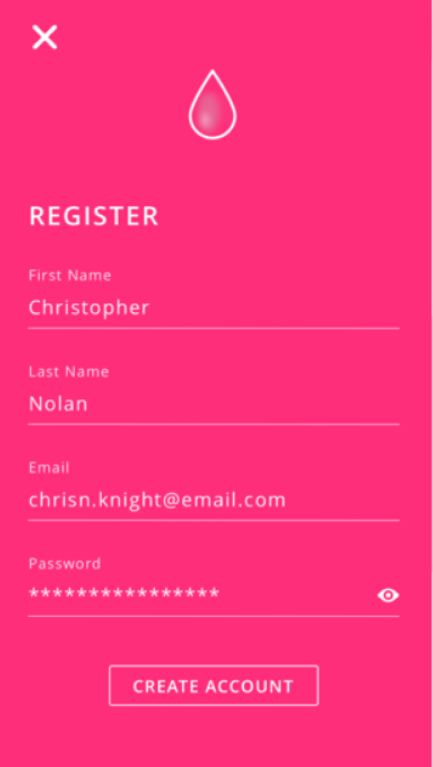 REGISTER
First Name
Christopher
Last Name
Nolan
Email
chrisn.knight@email.com
Password
****************
CREATE ACCOUNT